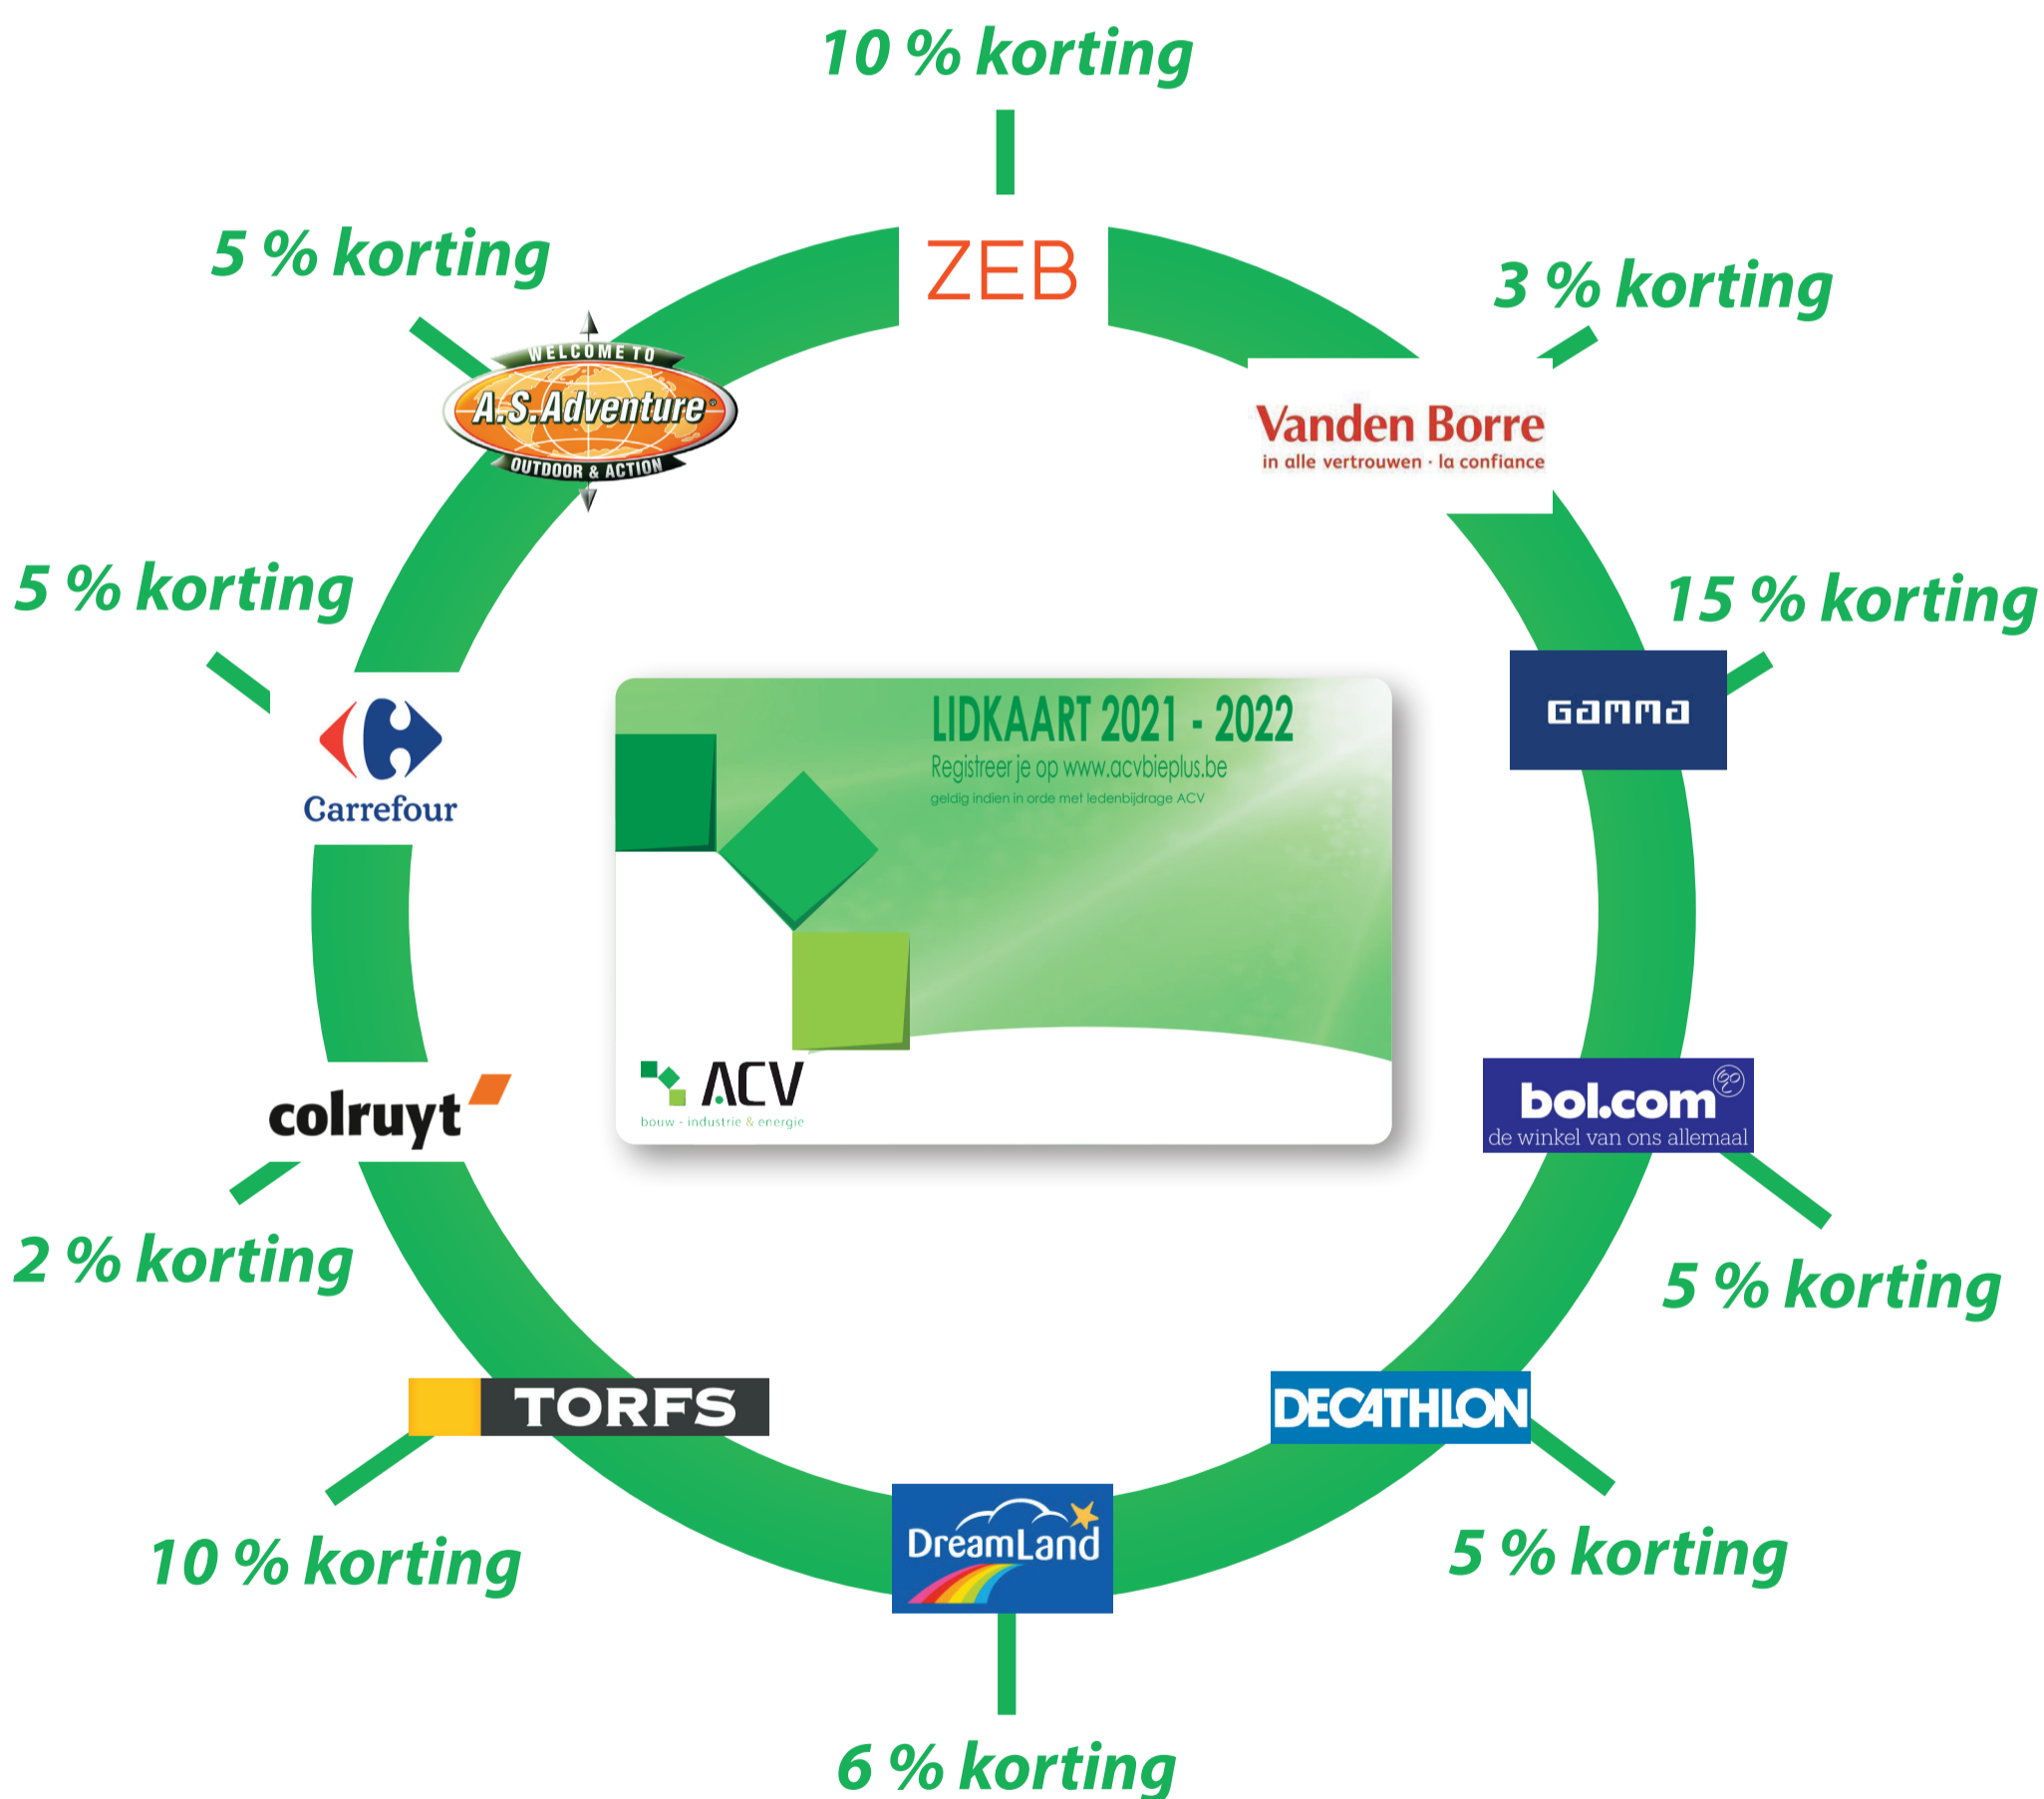 10 % korting
ZEB
5 % korting
WELCOME TO
A.S.Adventure
OUTDOOR & ACTION
3 % korting
Vanden Borre
in alle vertrouwen · la confiance
5 % korting
Carrefour
15 % korting
GAMMA
LIDKAART 2021 - 2022
Registreer je op www.acvbieplus.be
geldig indien in orde met ledenbijdrage ACV
ACV
bouw - industrie & energie
colruyt
2 % korting
bol.com
de winkel van ons allemaal
5 % korting
TORFS
10 % korting
DECATHLON
5 % korting
DreamLand
6 % korting